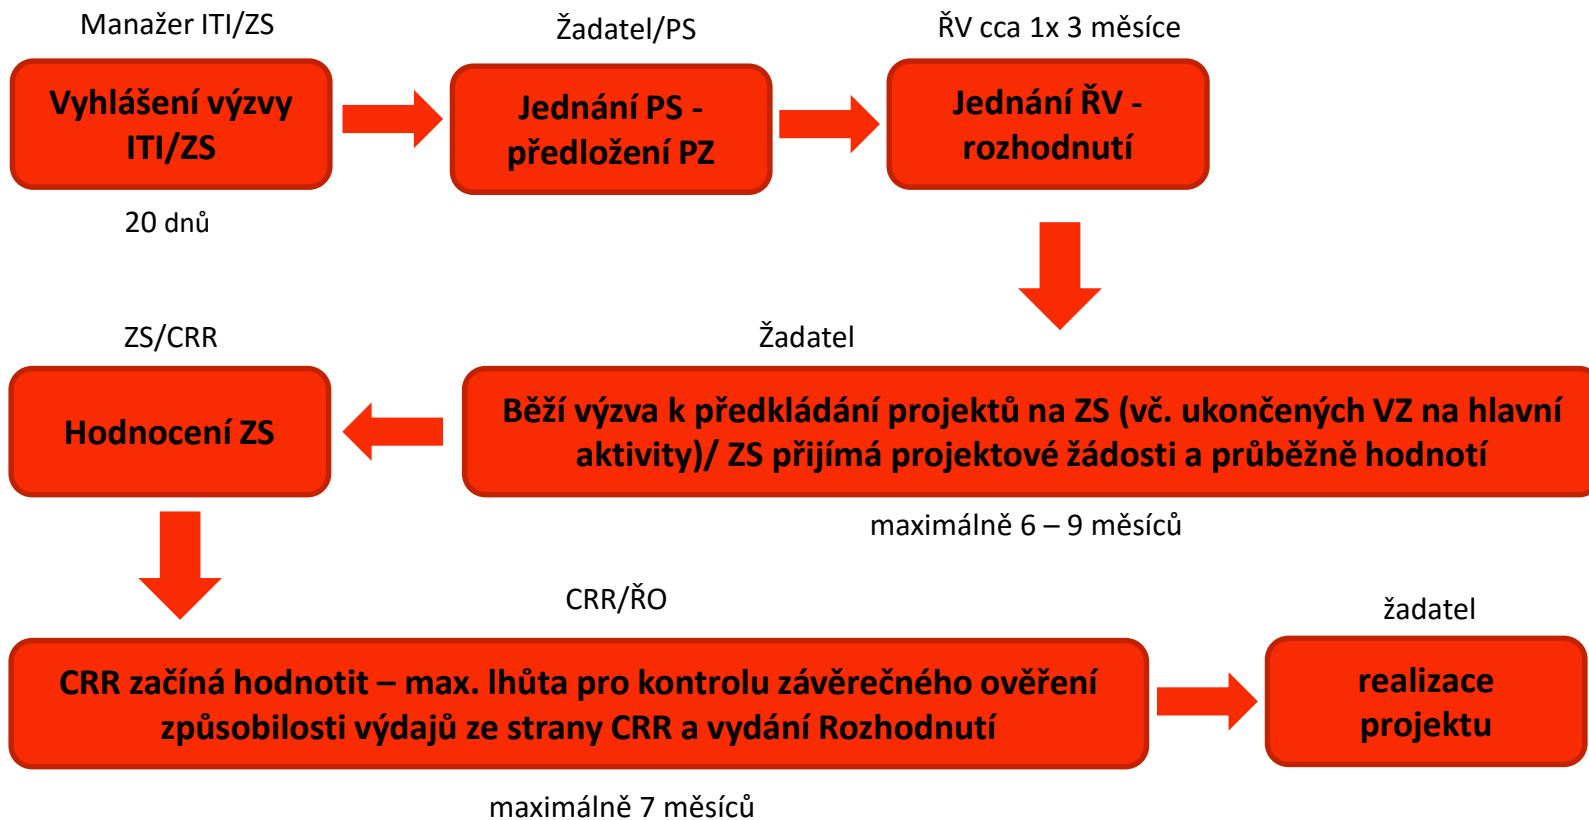 Manažer ITI/ZS
Žadatel/PS
ŘV cca 1x 3 měsíce
Vyhlášení výzvy
ITI/ZS
Jednání PS -
předložení PZ
Jednání ŘV -
rozhodnutí
20 dnů
ZS/CRR
Žadatel
Hodnocení ZS
Běží výzva k předkládání projektů na ZS (vč. ukončených VZ na hlavní
aktivity)/ ZS přijímá projektové žádosti a průběžně hodnotí
maximálně 6 – 9 měsíců
CRR/ŘO
žadatel
CRR začíná hodnotit – max. lhůta pro kontrolu závěrečného ověření
způsobilosti výdajů ze strany CRR a vydání Rozhodnutí
realizace
projektu
maximálně 7 měsíců